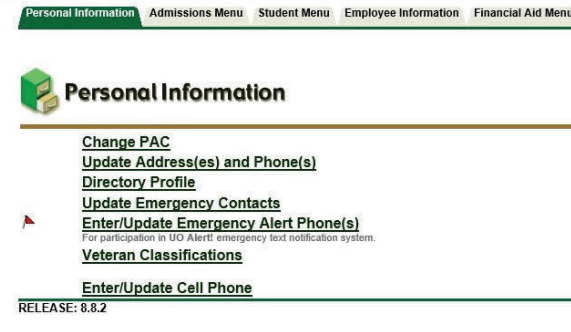 Personal Information Admissions Menu Student Menu Employee Information Financial Aid Menu
Personal Information
Change PAC
Update Address(es) and Phone(s)
Directory Profile
Update Emergency Contacts
Enter/Update Emergency Alert Phone(s)
For participation in UO Alert! emergency text notification system.
Veteran Classifications
Enter/Update Cell Phone
RELEASE: 8.8.2